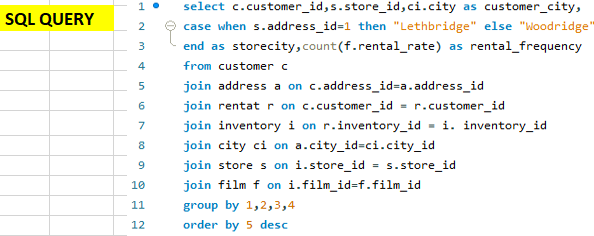 SQL QUERY
1 select c.customer_id,s.store_id,ci.city as customer_city,
2 case when s.address_id=1 then "Lethbridge" else "Woodridge"
3 end as storecity,count(f.rental_rate) as rental_frequency
4 from customer c
5 join address a on c.address_id=a.address_id
6 join rentat r on c.customer_id = r.customer_id
7 join inventory i on r.inventory_id = i. inventory_id
8 join city ci on a.city_id=ci.city_id
9 join store s on i.store_id = s.store_id
10 join film f on i.film_id=f.film_id
11 group by 1,2,3,4
12 order by 5 desc